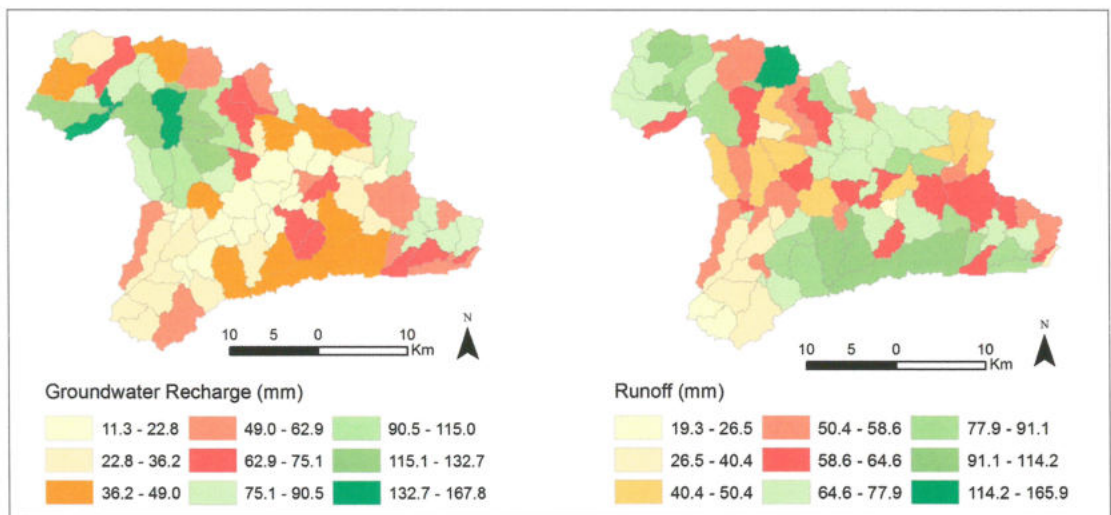 N
10 5 0 10
Km
Groundwater Recharge (mm)
11.3 - 22.8 49.0 - 62.9 90.5 - 115.0
22.8 - 36.2 62.9 - 75.1 115.1 - 132.7
36.2 - 49.0 75.1 - 90.5 132.7 - 167.8
N
10 5 0 10
Km
Runoff (mm)
19.3 - 26.5 50.4 - 58.6 77.9 - 91.1
26.5 - 40.4 58.6 - 64.6 91.1 - 114.2
40.4 - 50.4 64.6 - 77.9 114.2 - 165.9